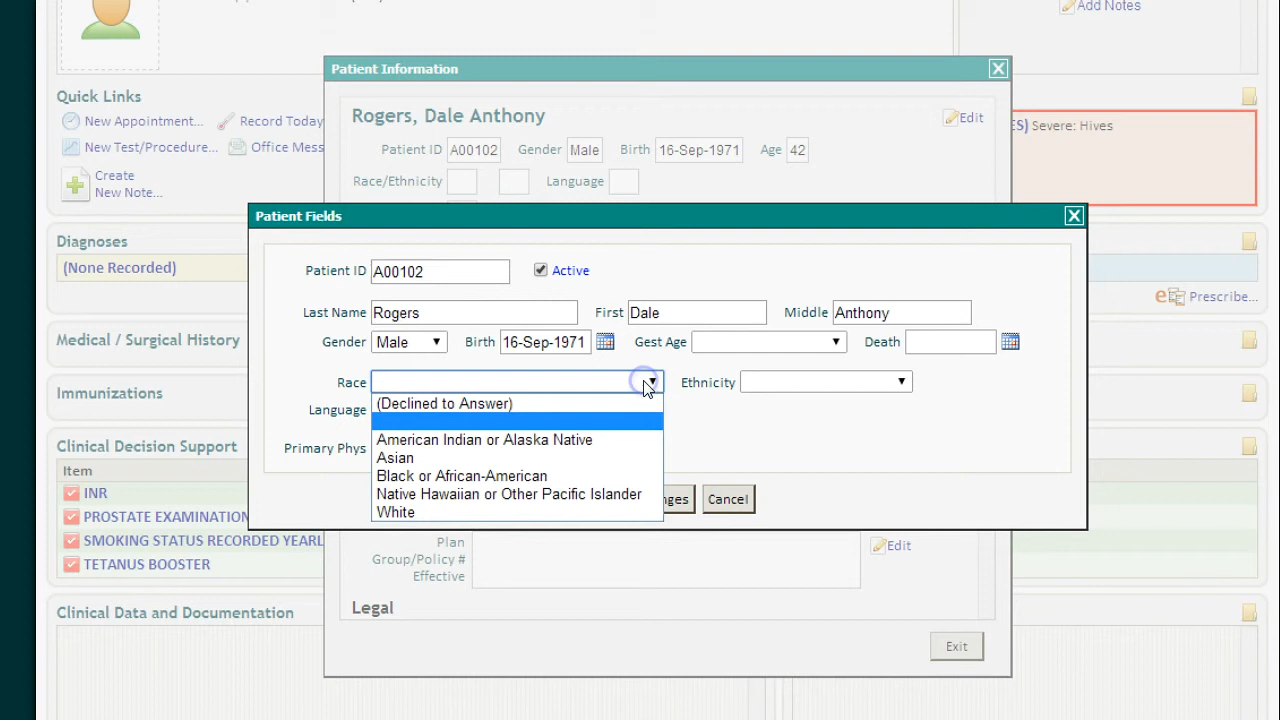 Add Notes
Patient Information
Quick Links
New Appointment...
Record Today
New Test/Procedure...
Office Mess
Create
New Note...
Rogers, Dale Anthony
Edit
Patient ID A00102 Gender Male Birth 16-Sep-1971 Age 42
Race/Ethnicity Language
Severe: Hives
Patient Fields
Patient ID A00102 Active
Last Name Rogers First Dale Middle Anthony
Gender Male Birth 16-Sep-1971 Gest Age Death
Race Ethnicity
(Declined to Answer)
Language
American Indian or Alaska Native
Primary Phys
Asian
Black or African-American
Native Hawaiian or Other Pacific Islander
White
Cancel
Diagnoses
(None Recorded)
Prescribe...
Medical / Surgical History
Immunizations
Clinical Decision Support
Item
INR
PROSTATE EXAMINATION
SMOKING STATUS RECORDED YEARL
TETANUS BOOSTER
Plan
Group/Policy #
Effective
Edit
Legal
Exit
Clinical Data and Documentation